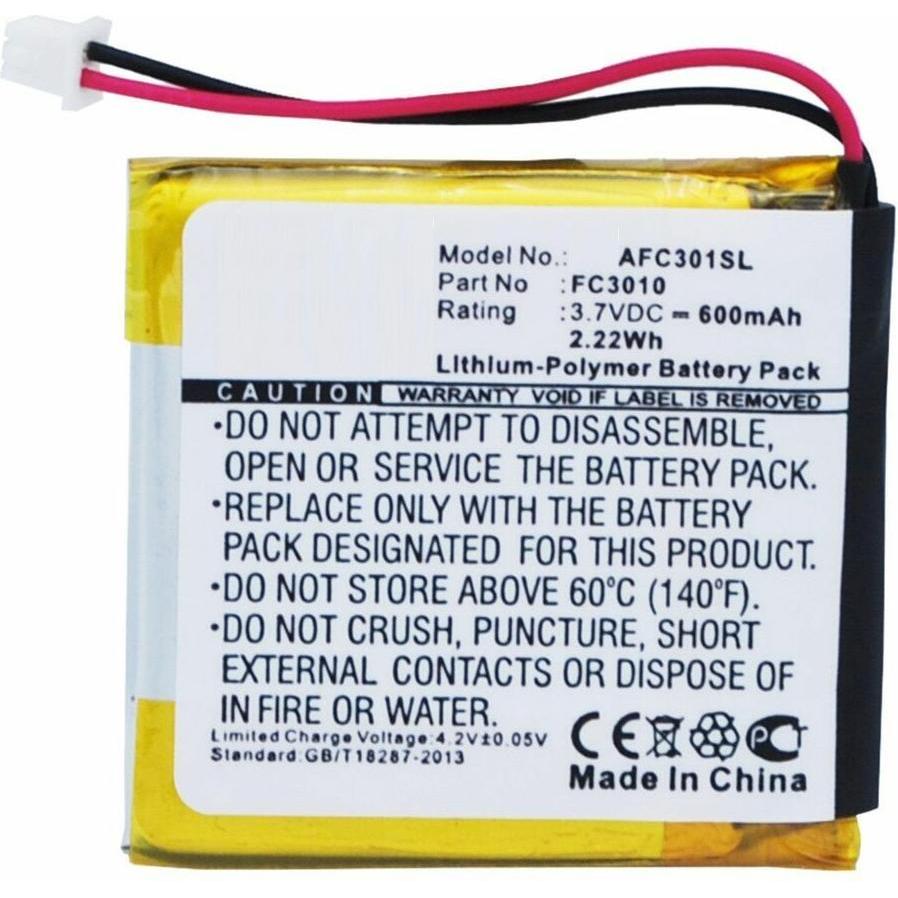 Model No.: AFC301SL
Part No :FC3010
Rating :3.7VDC ⎓ 600mAh
2.22Wh
Lithium-Polymer Battery Pack
CAUTION WARRANTY VOID IF LABEL IS REMOVED
·DO NOT ATTEMPT TO DISASSEMBLE,
OPEN OR SERVICE THE BATTERY PACK.
·REPLACE ONLY WITH THE BATTERY
PACK DESIGNATED FOR THIS PRODUCT.
·DO NOT STORE ABOVE 60°C (140°F).
·DO NOT CRUSH, PUNCTURE, SHORT
EXTERNAL CONTACTS OR DISPOSE OF
IN FIRE OR WATER.
Limited Charge Voltage:4.2V±0.05V
Standard:GB/T18287-2013
CE PCT
Made In China